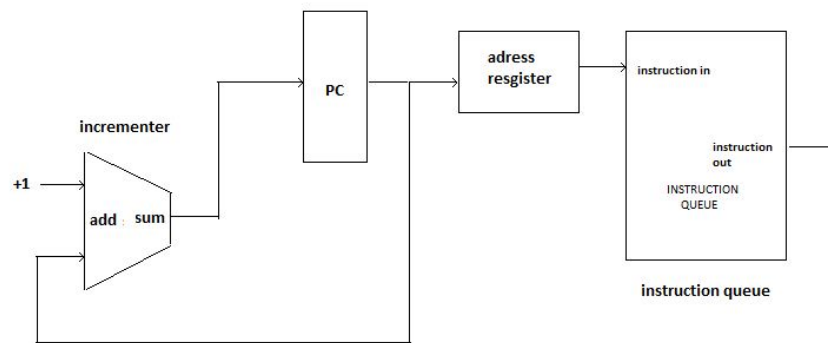 adress
resgister
PC
instruction in
incrementer
instruction
out
+1
add
sum
INSTRUCTION
QUEUE
instruction queue